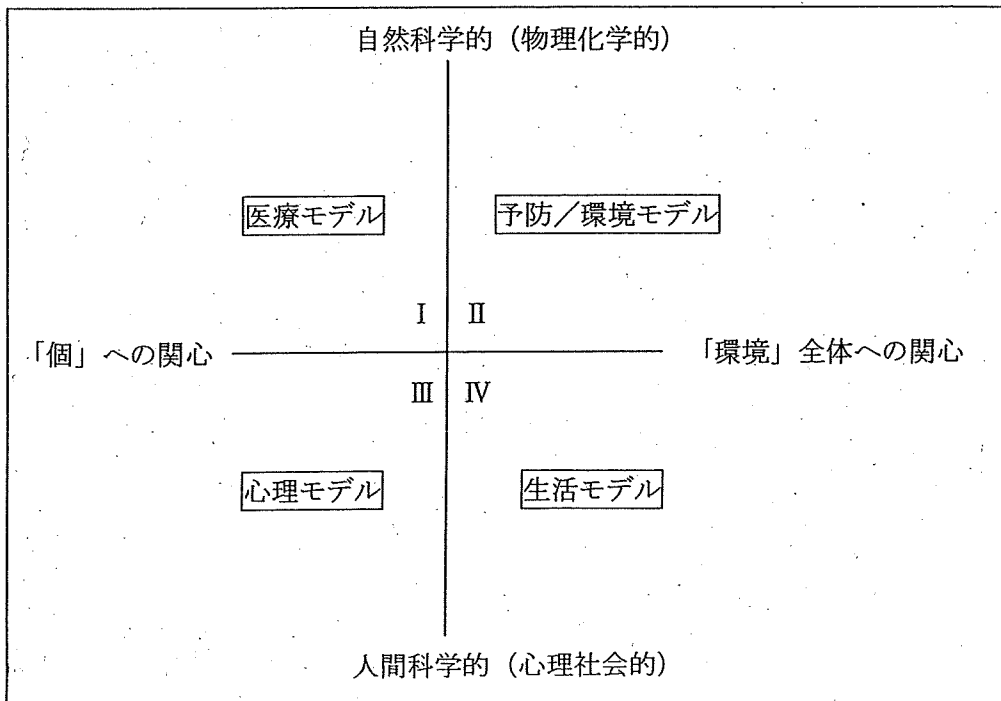 自然科学的（物理化学的）
医療モデル
予防／環境モデル
Ⅰ Ⅱ
「個」への関心
「環境」全体への関心
Ⅲ Ⅳ
心理モデル
生活モデル
人間科学的（心理社会的）